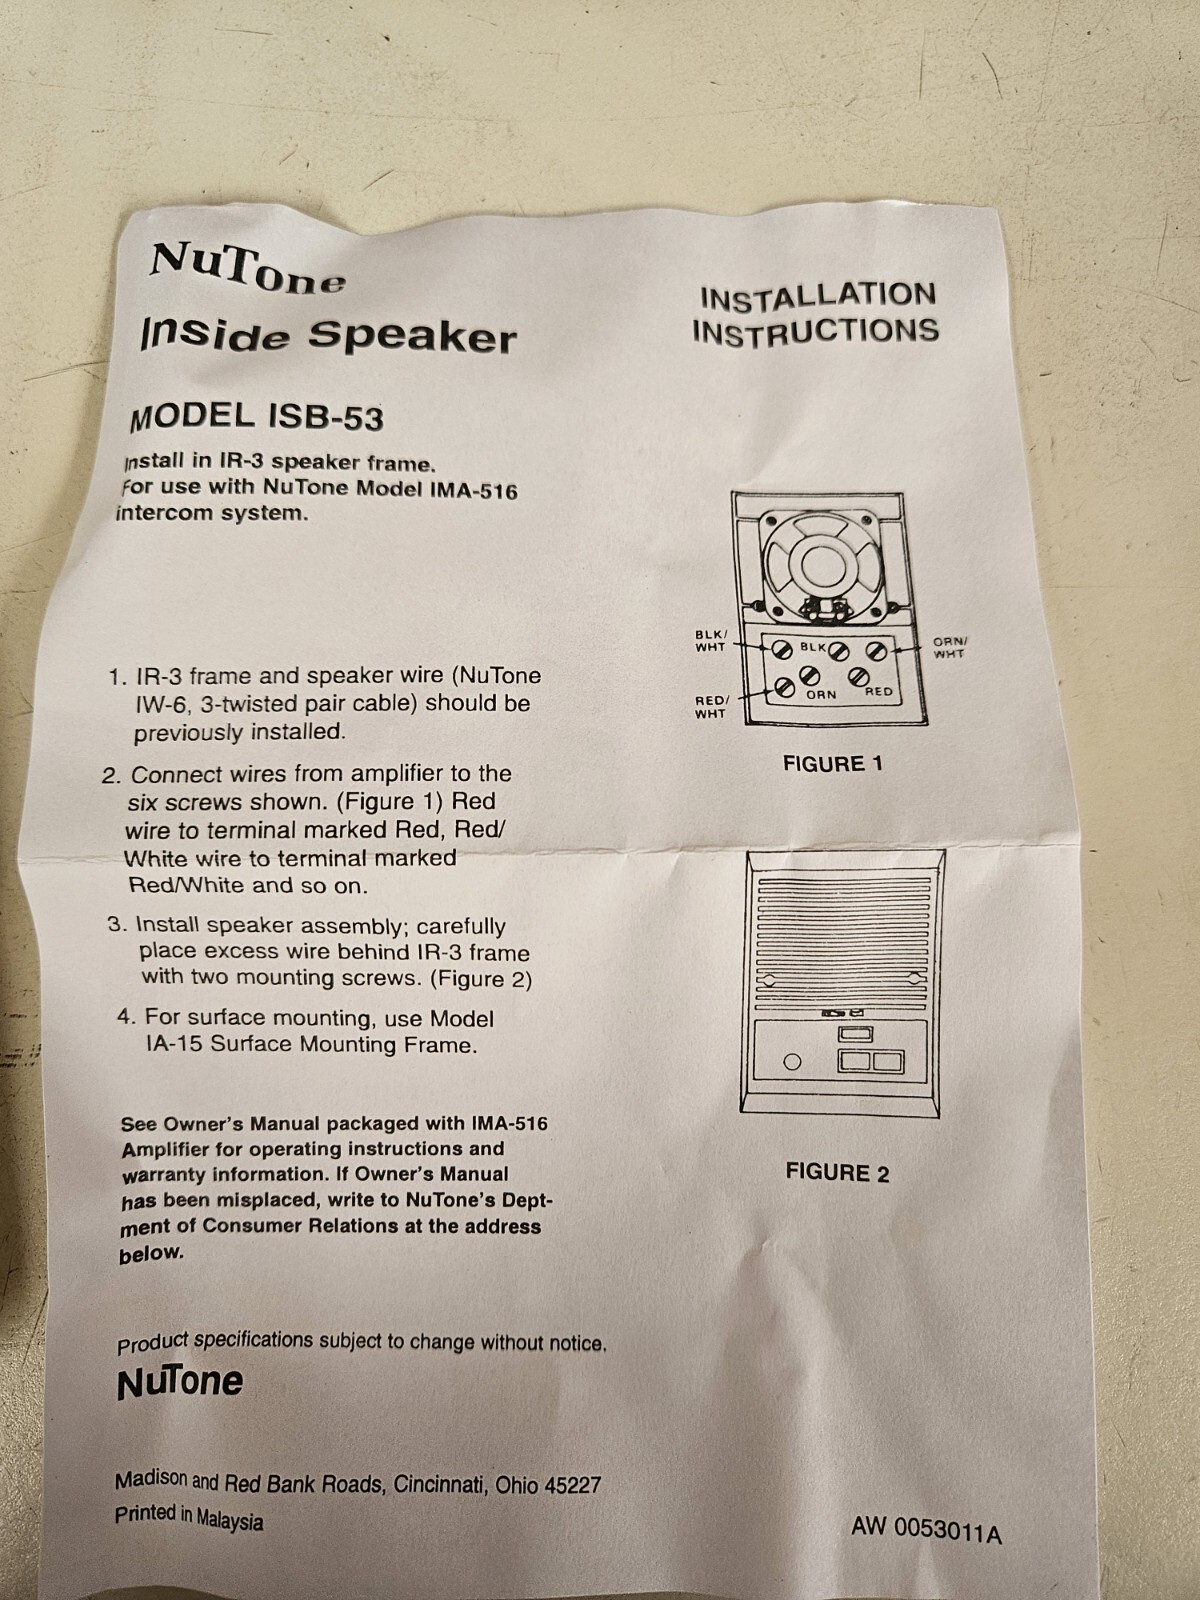 NuTone
Inside Speaker
INSTALLATION
INSTRUCTIONS
MODEL ISB-53
Install in IR-3 speaker frame.
For use with NuTone Model IMA-516
intercom system.
1. IR-3 frame and speaker wire (NuTone
IW-6, 3-twisted pair cable) should be
previously installed.
2. Connect wires from amplifier to the
six screws shown. (Figure 1) Red
wire to terminal marked Red, Red/
White wire to terminal marked
Red/White and so on.
3. Install speaker assembly; carefully
place excess wire behind IR-3 frame
with two mounting screws. (Figure 2)
4. For surface mounting, use Model
IA-15 Surface Mounting Frame.
See Owner's Manual packaged with IMA-516
Amplifier for operating instructions and
warranty information. If Owner's Manual
has been misplaced, write to NuTone's Dept-
ment of Consumer Relations at the address
below.
BLK/
WHT
BLK
ORN/
WHT
RED/
WHT
ORN
RED
FIGURE 1
FIGURE 2
Product specifications subject to change without notice.
NuTone
Madison and Red Bank Roads, Cincinnati, Ohio 45227
Printed in Malaysia
AW 0053011A